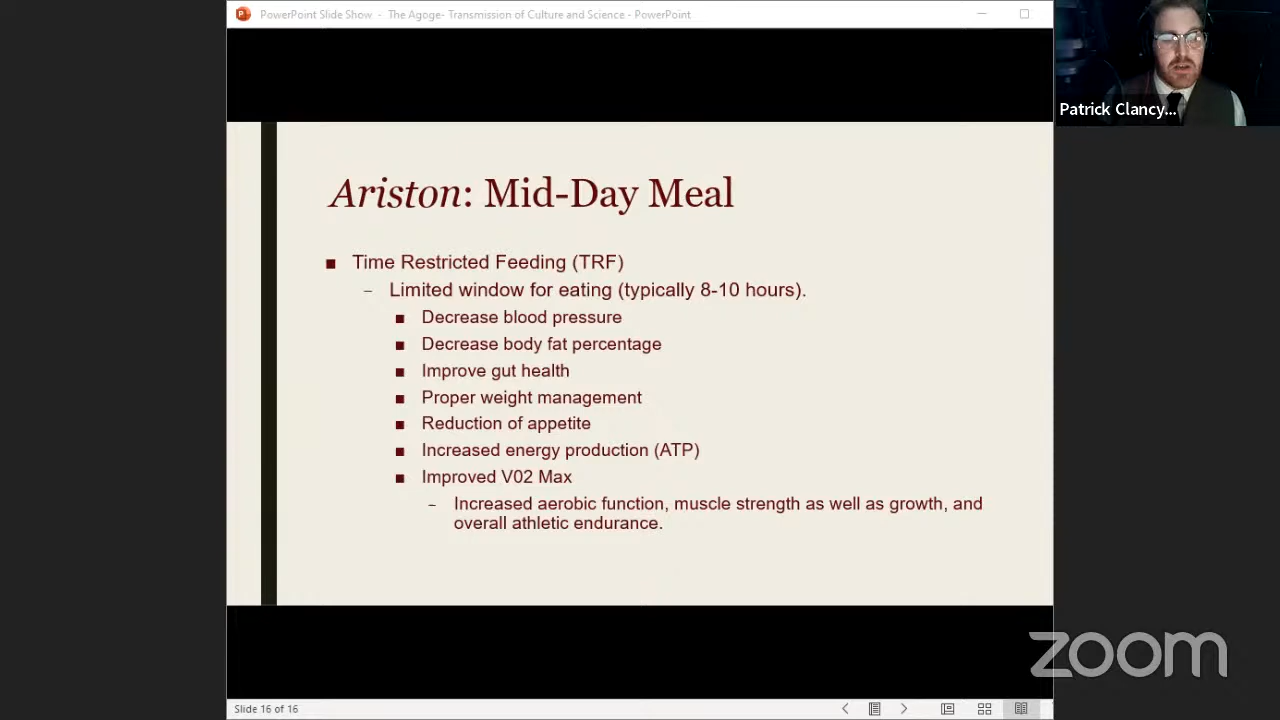 PowerPoint Slide Show - The Agoge- Transmission of Culture and Science - PowerPoint
Patrick Clancy...
Ariston: Mid-Day Meal
■ Time Restricted Feeding (TRF)
– Limited window for eating (typically 8-10 hours).
■ Decrease blood pressure
■ Decrease body fat percentage
■ Improve gut health
■ Proper weight management
■ Reduction of appetite
■ Increased energy production (ATP)
■ Improved V02 Max
– Increased aerobic function, muscle strength as well as growth, and
overall athletic endurance.
zoom
Slide 16 of 16